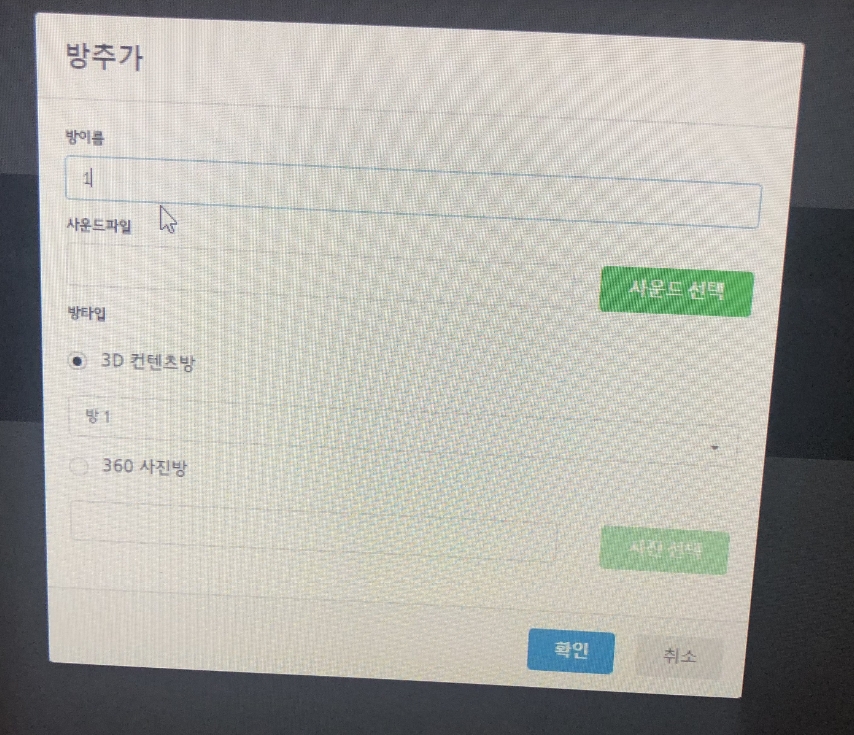 방추가
방이름
1
사운드파일
사운드 선택
방타입
3D 컨텐츠방
방 1
360 사진방
사진 선택
확인
취소